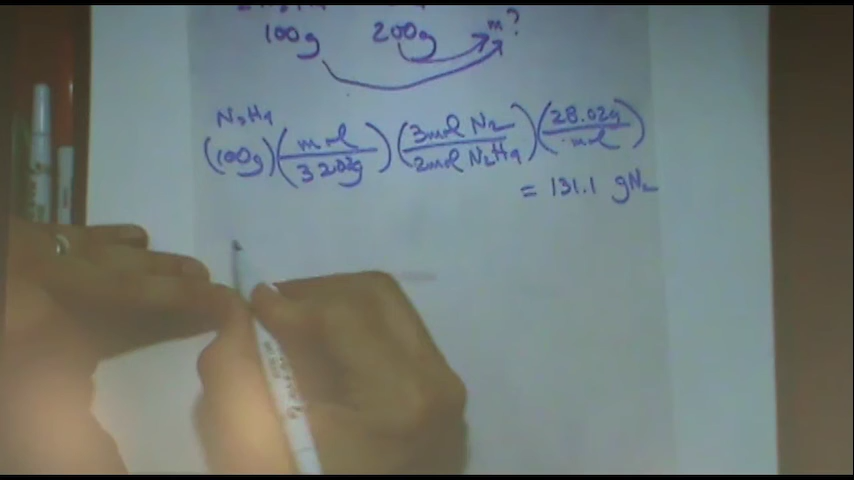 100g 200g m?
N₂H₄
(100g) (mol / 32.02g) (3mol N₂ / 2mol N₂H₄) (28.02g / mol)
= 131.1 gN₂